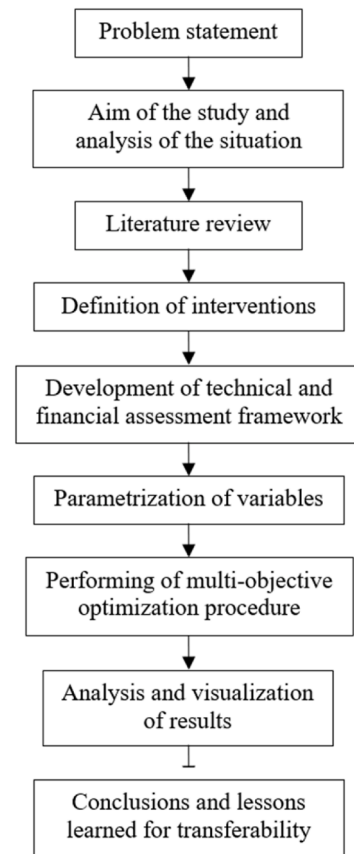 Problem statement
Aim of the study and
analysis of the situation
Literature review
Definition of interventions
Development of technical and
financial assessment framework
Parametrization of variables
Performing of multi-objective
optimization procedure
Analysis and visualization
of results
Conclusions and lessons
learned for transferability